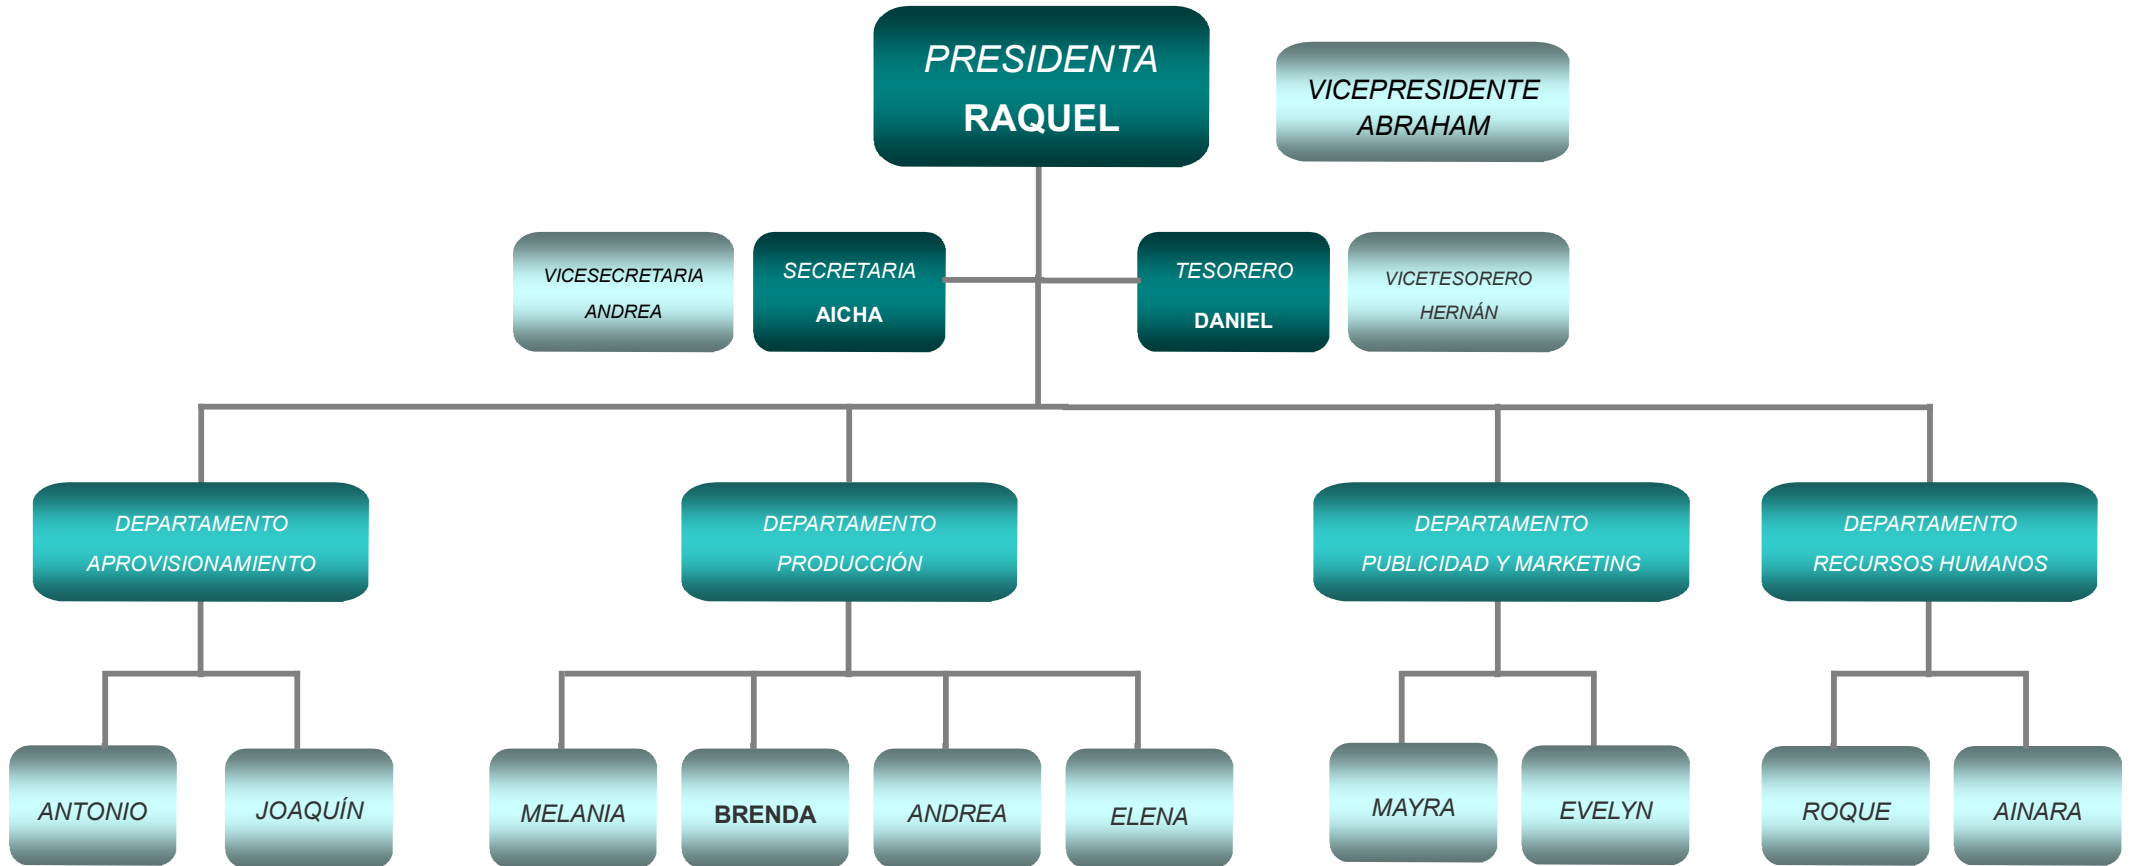 PRESIDENTA
RAQUEL
VICEPRESIDENTE
ABRAHAM
VICESECRETARIA
ANDREA
SECRETARIA
AICHA
TESORERO
DANIEL
VICETESORERO
HERNÁN
DEPARTAMENTO
APROVISIONAMIENTO
DEPARTAMENTO
PRODUCCIÓN
DEPARTAMENTO
PUBLICIDAD Y MARKETING
DEPARTAMENTO
RECURSOS HUMANOS
ANTONIO
JOAQUÍN
MELANIA
BRENDA
ANDREA
ELENA
MAYRA
EVELYN
ROQUE
AINARA